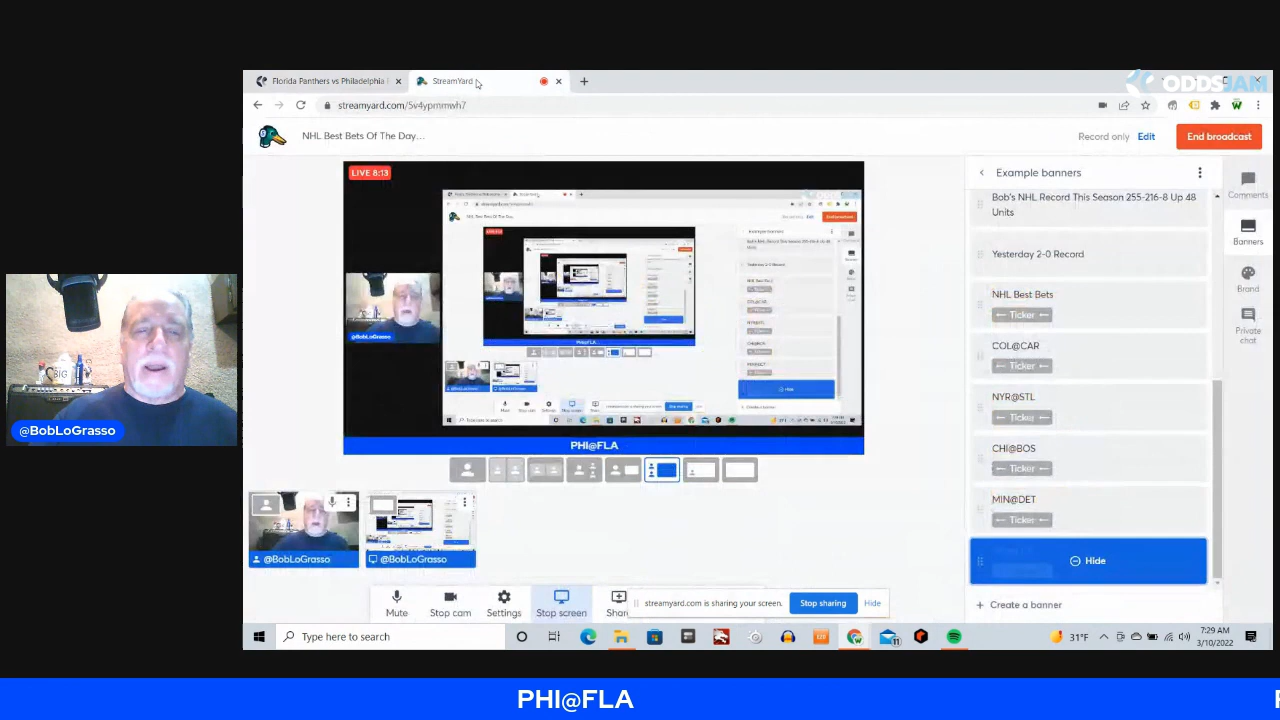 Florida Panthers vs Philadelphia
StreamYard
ODDSJAM
streamyard.com/5v4ypmmwh7
NHL Best Bets Of The Day...
Record only
Edit
End broadcast
LIVE 8:13
Example banners
Comments
Bob's NHL Record This Season 255-216-8 Up 48
Units
Banners
Yesterday 2-0 Record
Brand
NHL Best Bets
Ticker
Private
chat
COL@CAR
Ticker
NYR@STL
Ticker
CHI@BOS
Ticker
MIN@DET
Ticker
Hide
Create a banner
@BobLoGrasso
BIG
@BobLoGrasso
PHI@FLA
@BobLoGrasso
@BobLoGrasso
Mute
Stop cam
Settings
Stop screen
Shar
streamyard.com is sharing your screen.
Stop sharing
Hide
Type here to search
11
31°F
7:29 AM
3/10/2022
PHI@FLA